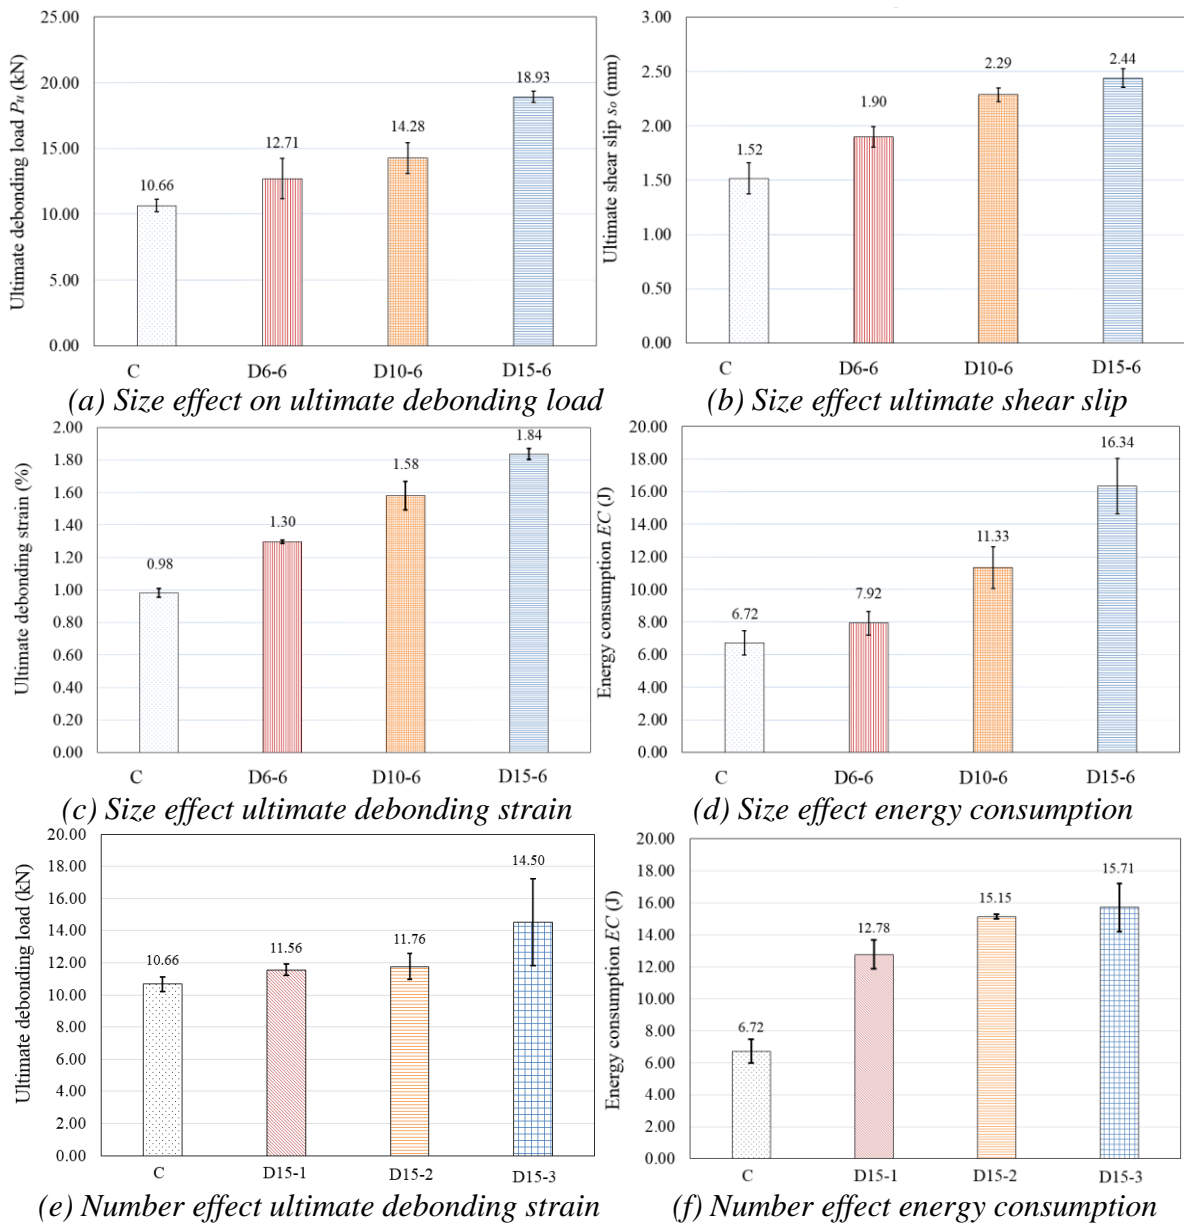 25.00
20.00
15.00
10.00
5.00
0.00
Ultimate debonding load Pu (kN)
10.66
12.71
14.28
18.93
C
D6-6
D10-6
D15-6
(a) Size effect on ultimate debonding load
3.00
2.50
2.00
1.50
1.00
0.50
0.00
Ultimate shear slip so (mm)
1.52
1.90
2.29
2.44
C
D6-6
D10-6
D15-6
(b) Size effect ultimate shear slip
2.00
1.80
1.60
1.40
1.20
1.00
0.80
0.60
0.40
0.20
0.00
Ultimate debonding strain (%)
0.98
1.30
1.58
1.84
C
D6-6
D10-6
D15-6
(c) Size effect ultimate debonding strain
20.00
18.00
16.00
14.00
12.00
10.00
8.00
6.00
4.00
2.00
0.00
Energy consumption EC (J)
6.72
7.92
11.33
16.34
C
D6-6
D10-6
D15-6
(d) Size effect energy consumption
20.00
18.00
16.00
14.00
12.00
10.00
8.00
6.00
4.00
2.00
0.00
Ultimate debonding load (kN)
10.66
11.56
11.76
14.50
C
D15-1
D15-2
D15-3
(e) Number effect ultimate debonding strain
20.00
18.00
16.00
14.00
12.00
10.00
8.00
6.00
4.00
2.00
0.00
Energy consumption EC (J)
6.72
12.78
15.15
15.71
C
D15-1
D15-2
D15-3
(f) Number effect energy consumption